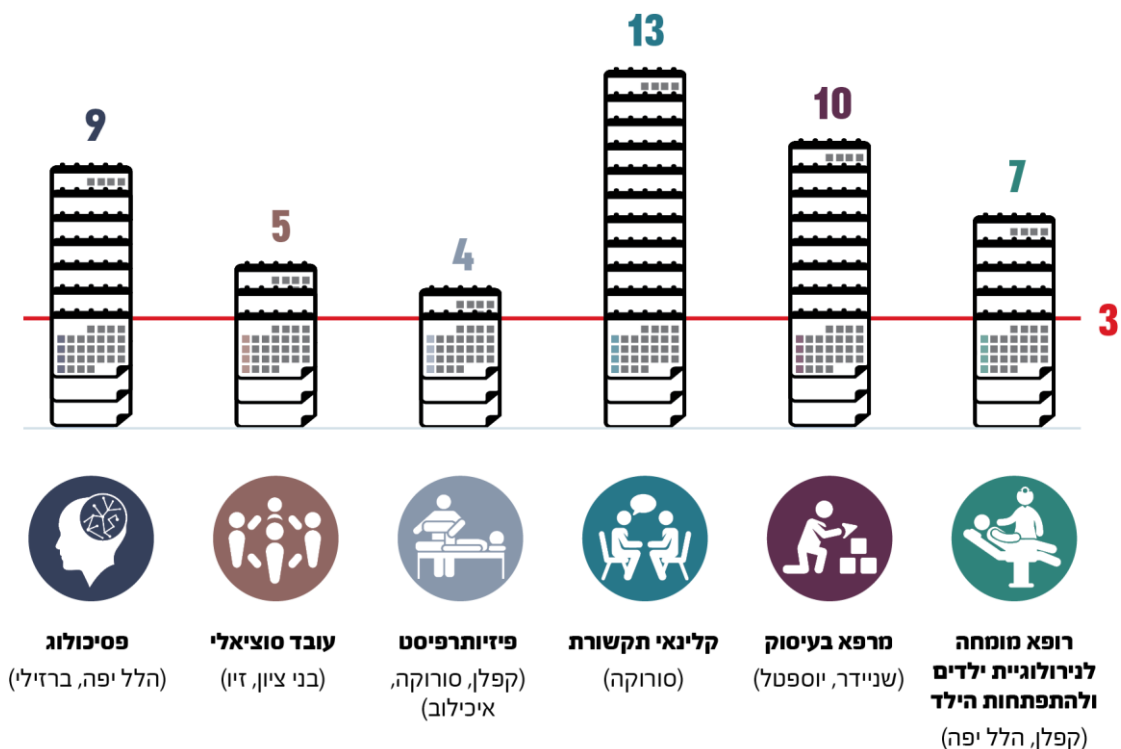 13
10
9
7
5
4
3
רופא מומחה
לנירולוגיית ילדים
ולהתפתחות הילד
(קפלן, הלל יפה)
מרפא בעיסוק
(שניידר, יוספטל)
קלינאי תקשורת
(סורוקה)
פיזיותרפיסט
(קפלן, סורוקה,
איכילוב)
עובד סוציאלי
(בני ציון, זיו)
פסיכולוג
(הלל יפה, ברזילי)